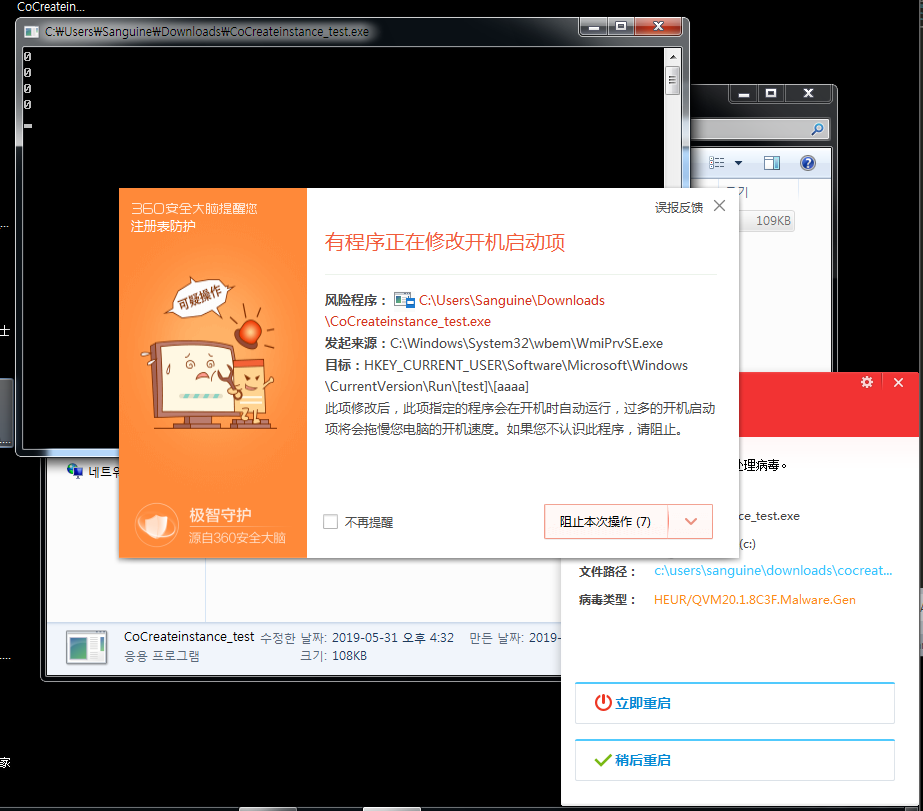 CoCreatein...
C:₩Users₩Sanguine₩Downloads₩CoCreateinstance_test.exe
0
0
0
0
109KB
360安全大脑提醒您
注册表防护
误报反馈
有程序正在修改开机启动项
可疑操作
风险程序： C:\Users\Sanguine\Downloads
\CoCreateinstance_test.exe
发起来源：C:\Windows\System32\wbem\WmiPrvSE.exe
目标：HKEY_CURRENT_USER\Software\Microsoft\Windows
\CurrentVersion\Run\[test]\[aaaa]
此项修改后，此项指定的程序会在开机时自动运行，过多的开机启动
项将会拖慢您电脑的开机速度。如果您不认识此程序，请阻止。
极智守护
源自360安全大脑
不再提醒
阻止本次操作 (7)
士
네트워
处理病毒。
ce_test.exe
(c:)
文件路径： c:\users\sanguine\downloads\cocreat...
病毒类型： HEUR/QVM20.1.8C3F.Malware.Gen
CoCreateinstance_test 수정한 날짜: 2019-05-31 오후 4:32 만든 날짜: 2019-
응용 프로그램 크기: 108KB
立即重启
稍后重启
家